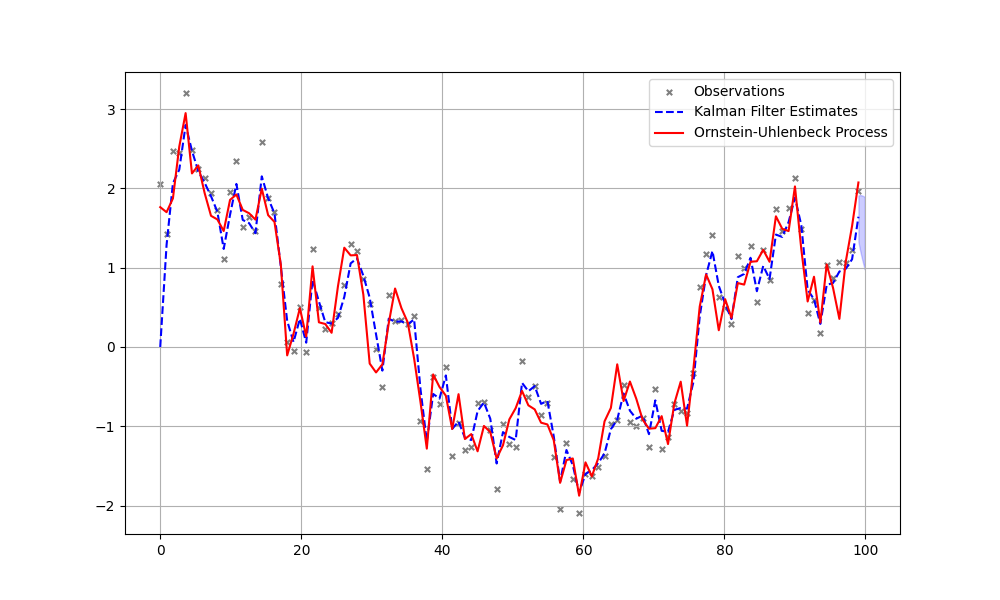 Observations
Kalman Filter Estimates
Ornstein-Uhlenbeck Process
3
2
1
0
−1
−2
0 20 40 60 80 100